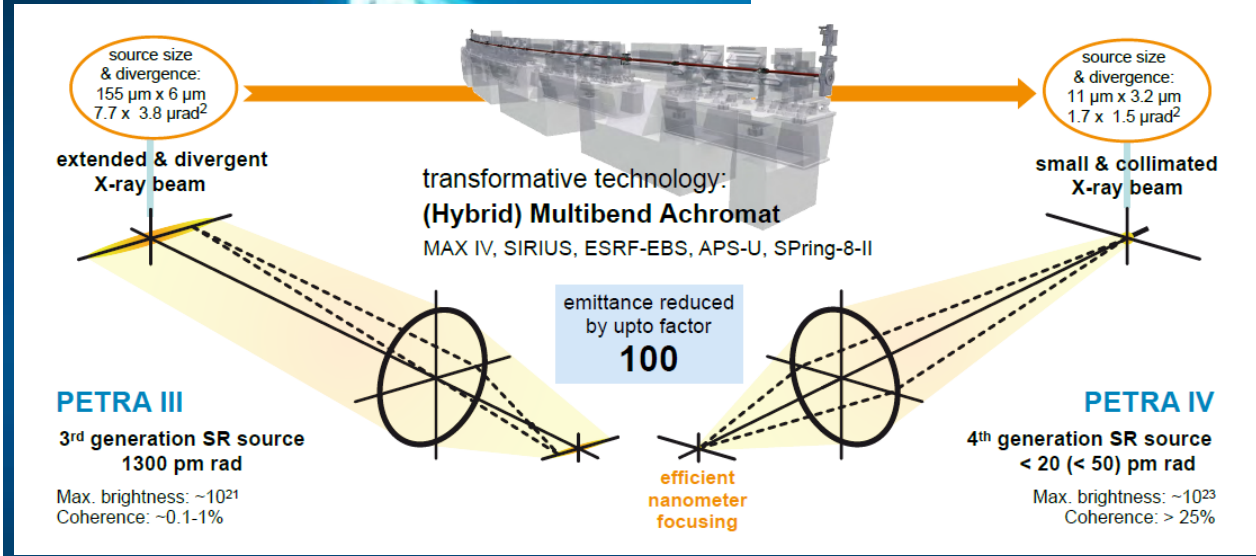 source size
& divergence:
155 µm x 6 µm
7.7 x 3.8 µrad²
extended & divergent
X-ray beam
transformative technology:
(Hybrid) Multibend Achromat
MAX IV, SIRIUS, ESRF-EBS, APS-U, SPring-8-II
source size
& divergence:
11 µm x 3.2 µm
1.7 x 1.5 µrad²
small & collimated
X-ray beam
emittance reduced
by upto factor
100
PETRA III
3rd generation SR source
1300 pm rad
Max. brightness: ~10²¹
Coherence: ~0.1-1%
efficient
nanometer
focusing
PETRA IV
4th generation SR source
< 20 (< 50) pm rad
Max. brightness: ~10²³
Coherence: > 25%